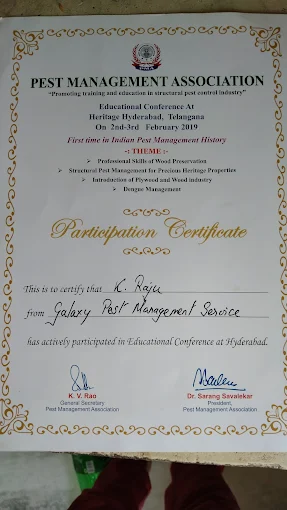 PEST MANAGEMENT ASSOCIATION
"Promoting training and education in structural pest control Industry"
Educational Conference At
Heritage Hyderabad, Telangana
On 2nd-3rd February 2019
First time in Indian Pest Management History
-: THEME :-
➢ Professional Skills of Wood Preservation
➢ Structural Pest Management for Precious Heritage Properties
➢ Introduction of Plywood and Wood industry
➢ Dengue Management
Participation Certificate
This is to certify that K. Raju
from Galaxy Pest Management Service
has actively participated in Educational Conference at Hyderabad.
K. V. Rao
General Secretary
Pest Management Association
Dr. Sarang Savalekar
President,
Pest Management Association